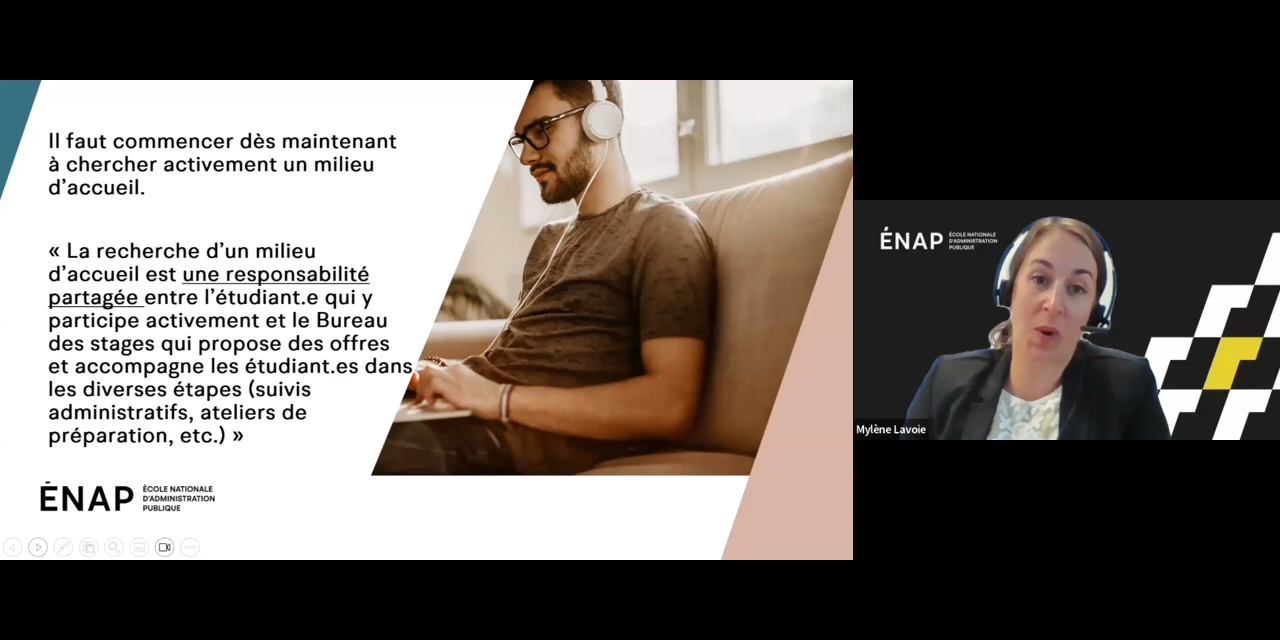 Il faut commencer dès maintenant
à chercher activement un milieu
d’accueil.
« La recherche d’un milieu
d’accueil est une responsabilité
partagée entre l’étudiant.e qui y
participe activement et le Bureau
des stages qui propose des offres
et accompagne les étudiant.es dans
les diverses étapes (suivis
administratifs, ateliers de
préparation, etc.) »
ÉNAP
ÉCOLE NATIONALE
D'ADMINISTRATION
PUBLIQUE
ÉNAP
ÉCOLE NATIONALE
D'ADMINISTRATION
PUBLIQUE
Mylène Lavoie